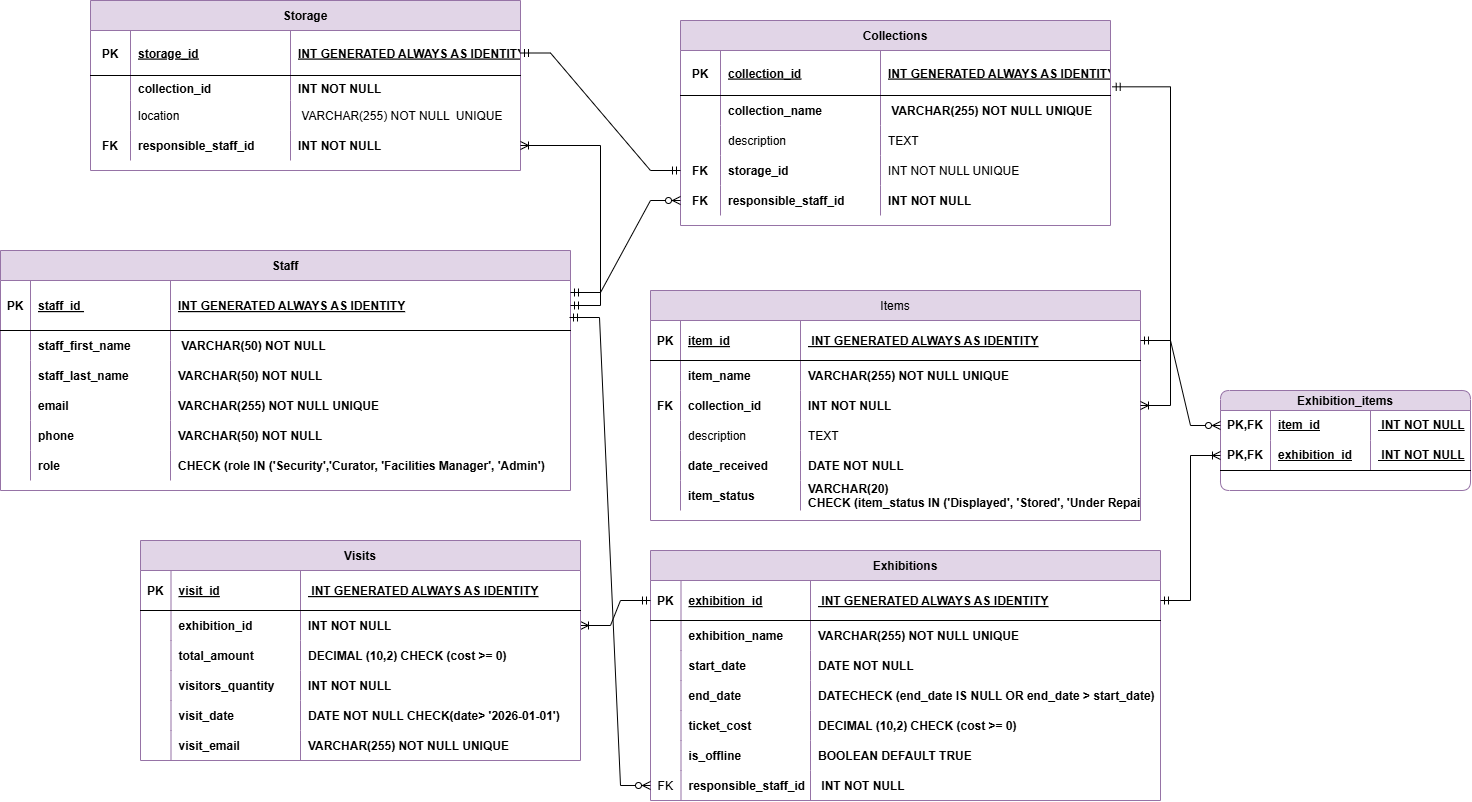 Storage
PK storage_id INT GENERATED ALWAYS AS IDENTITY
collection_id INT NOT NULL
location VARCHAR(255) NOT NULL UNIQUE
FK responsible_staff_id INT NOT NULL
Collections
PK collection_id INT GENERATED ALWAYS AS IDENTITY
collection_name VARCHAR(255) NOT NULL UNIQUE
description TEXT
FK storage_id INT NOT NULL UNIQUE
FK responsible_staff_id INT NOT NULL
Staff
PK staff_id INT GENERATED ALWAYS AS IDENTITY
staff_first_name VARCHAR(50) NOT NULL
staff_last_name VARCHAR(50) NOT NULL
email VARCHAR(255) NOT NULL UNIQUE
phone VARCHAR(50) NOT NULL
role CHECK (role IN ('Security','Curator, 'Facilities Manager', 'Admin')
Items
PK item_id INT GENERATED ALWAYS AS IDENTITY
item_name VARCHAR(255) NOT NULL UNIQUE
FK collection_id INT NOT NULL
description TEXT
date_received DATE NOT NULL
item_status VARCHAR(20)
CHECK (item_status IN ('Displayed', 'Stored', 'Under Repai
Exhibition_items
PK,FK item_id INT NOT NULL
PK,FK exhibition_id INT NOT NULL
Visits
PK visit_id INT GENERATED ALWAYS AS IDENTITY
exhibition_id INT NOT NULL
total_amount DECIMAL (10,2) CHECK (cost >= 0)
visitors_quantity INT NOT NULL
visit_date DATE NOT NULL CHECK(date> '2026-01-01')
visit_email VARCHAR(255) NOT NULL UNIQUE
Exhibitions
PK exhibition_id INT GENERATED ALWAYS AS IDENTITY
exhibition_name VARCHAR(255) NOT NULL UNIQUE
start_date DATE NOT NULL
end_date DATECHECK (end_date IS NULL OR end_date > start_date)
ticket_cost DECIMAL (10,2) CHECK (cost >= 0)
is_offline BOOLEAN DEFAULT TRUE
FK responsible_staff_id INT NOT NULL